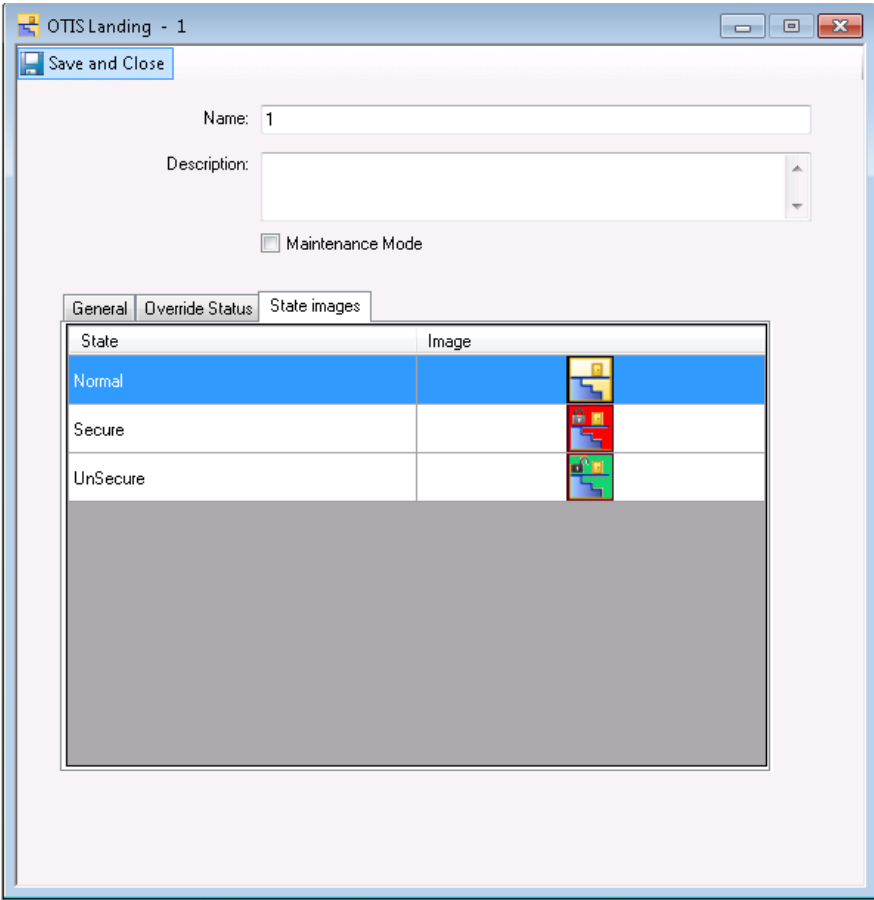 OTIS Landing - 1
Save and Close
Name: 1
Description:
Maintenance Mode
General Override Status State images
State Image
Normal
Secure
UnSecure